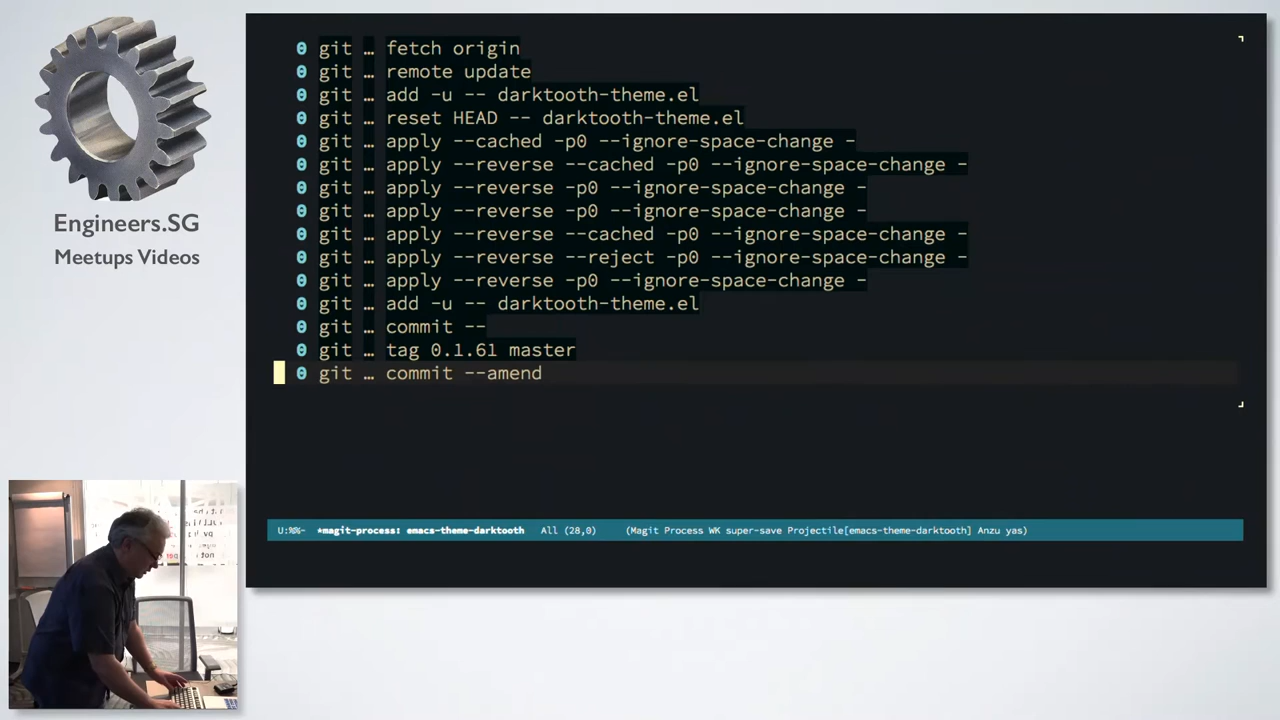 Engineers.SG
Meetups Videos
0 git … fetch origin
0 git … remote update
0 git … add -u -- darktooth-theme.el
0 git … reset HEAD -- darktooth-theme.el
0 git … apply --cached -p0 --ignore-space-change -
0 git … apply --reverse --cached -p0 --ignore-space-change -
0 git … apply --reverse -p0 --ignore-space-change -
0 git … apply --reverse -p0 --ignore-space-change -
0 git … apply --reverse --cached -p0 --ignore-space-change -
0 git … apply --reverse --reject -p0 --ignore-space-change -
0 git … apply --reverse -p0 --ignore-space-change -
0 git … add -u -- darktooth-theme.el
0 git … commit --
0 git … tag 0.1.61 master
0 git … commit --amend
U:%%- *magit-process: emacs-theme-darktooth All (28,0) (Magit Process WK super-save Projectile[emacs-theme-darktooth] Anzu yas)